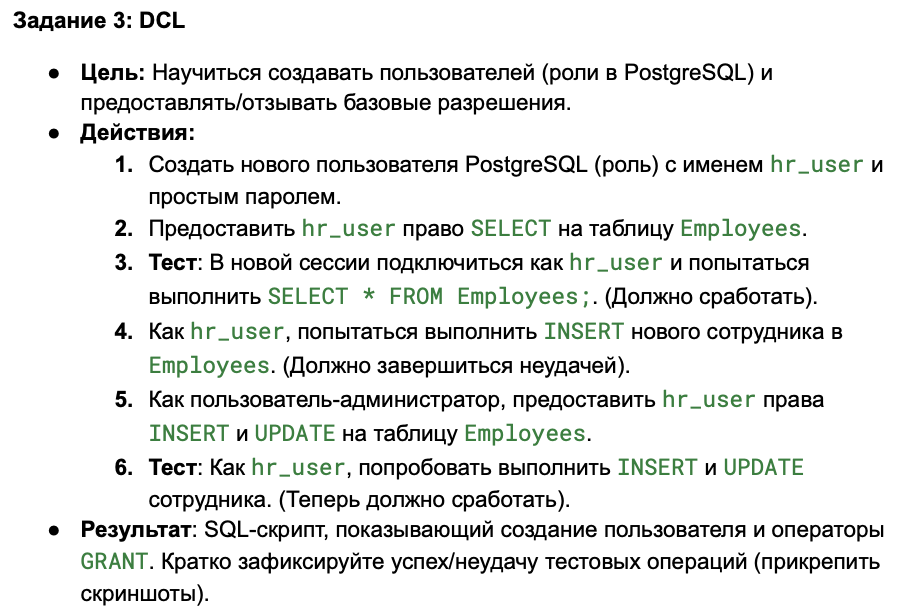 Задание 3: DCL
● Цель: Научиться создавать пользователей (роли в PostgreSQL) и
предоставлять/отзывать базовые разрешения.
● Действия:
1. Создать нового пользователя PostgreSQL (роль) с именем hr_user и
простым паролем.
2. Предоставить hr_user право SELECT на таблицу Employees.
3. Тест: В новой сессии подключиться как hr_user и попытаться
выполнить SELECT * FROM Employees;. (Должно сработать).
4. Как hr_user, попытаться выполнить INSERT нового сотрудника в
Employees. (Должно завершиться неудачей).
5. Как пользователь-администратор, предоставить hr_user права
INSERT и UPDATE на таблицу Employees.
6. Тест: Как hr_user, попробовать выполнить INSERT и UPDATE
сотрудника. (Теперь должно сработать).
● Результат: SQL-скрипт, показывающий создание пользователя и операторы
GRANT. Кратко зафиксируйте успех/неудачу тестовых операций (прикрепить
скриншоты).